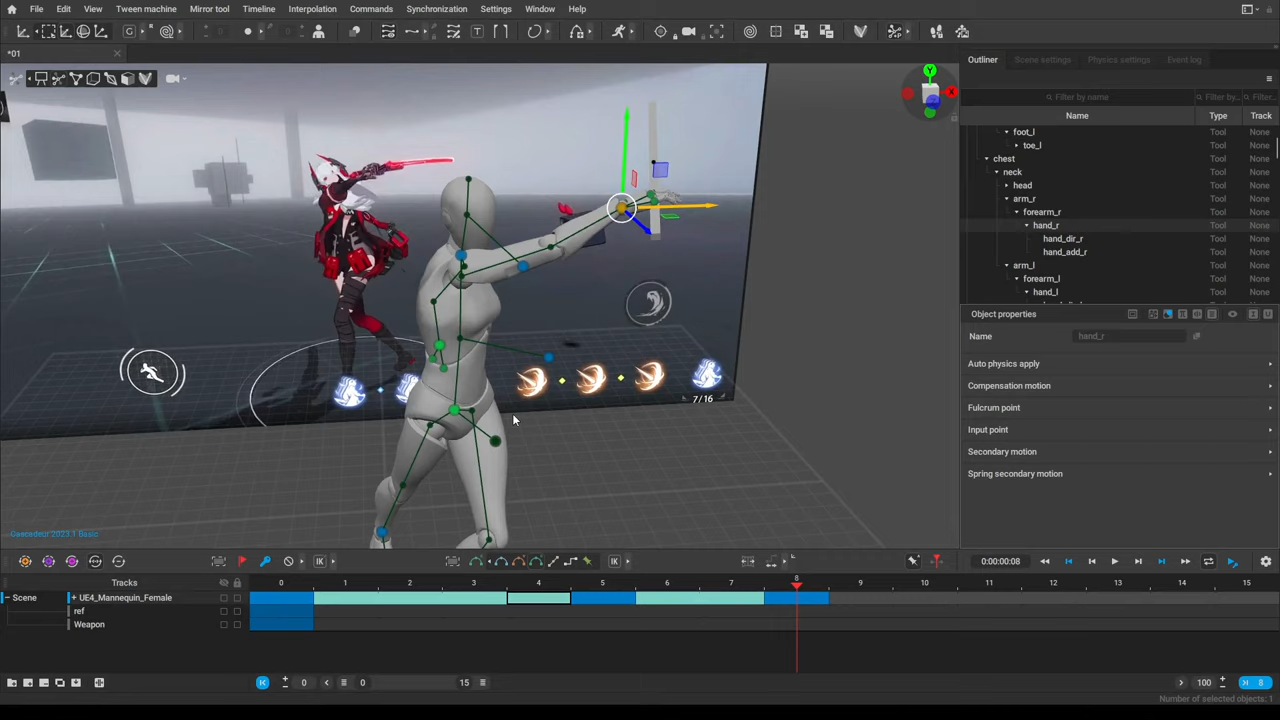 File Edit View Tween machine Mirror tool Timeline Interpolation Commands Synchronization Settings Window Help
*01
Outliner Scene settings Physics settings Event log
Filter by name Filter by... Filter...
Name Type Track
foot_l Tool None
toe_l Tool None
chest Tool None
neck Tool None
head Tool None
arm_r Tool None
forearm_r Tool None
hand_r Tool None
hand_dir_r Tool None
hand_add_r Tool None
arm_l Tool None
forearm_l Tool None
hand_l Tool None
Object properties
Name hand_r
Auto physics apply
Compensation motion
Fulcrum point
Input point
Secondary motion
Spring secondary motion
Y
X
7/16
Cascadeur 2023.1 Basic
IK IK 0:00:00:08
Tracks 0 1 2 3 4 5 6 7 8 9 10 11 12 13 14 15
Scene + UE4_Mannequin_Female
ref
Weapon
0 0 15 100 8
Number of selected objects: 1